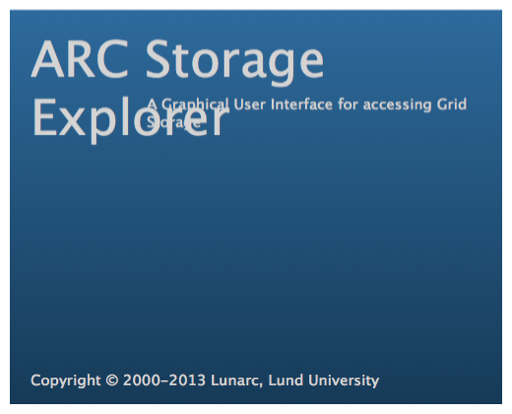 ARC Storage
Explorer
A Graphical User Interface for accessing Grid
Storage
Copyright © 2000-2013 Lunarc, Lund University